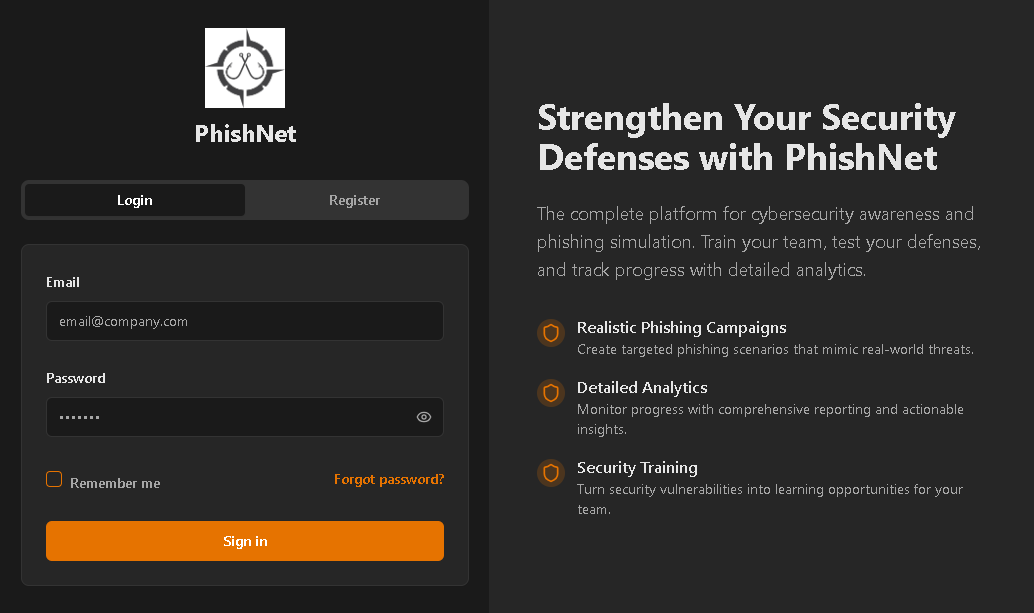 PhishNet
Login
Register
Email
email@company.com
Password
•••••••
Remember me
Forgot password?
Sign in
Strengthen Your Security
Defenses with PhishNet
The complete platform for cybersecurity awareness and
phishing simulation. Train your team, test your defenses,
and track progress with detailed analytics.
Realistic Phishing Campaigns
Create targeted phishing scenarios that mimic real-world threats.
Detailed Analytics
Monitor progress with comprehensive reporting and actionable
insights.
Security Training
Turn security vulnerabilities into learning opportunities for your
team.